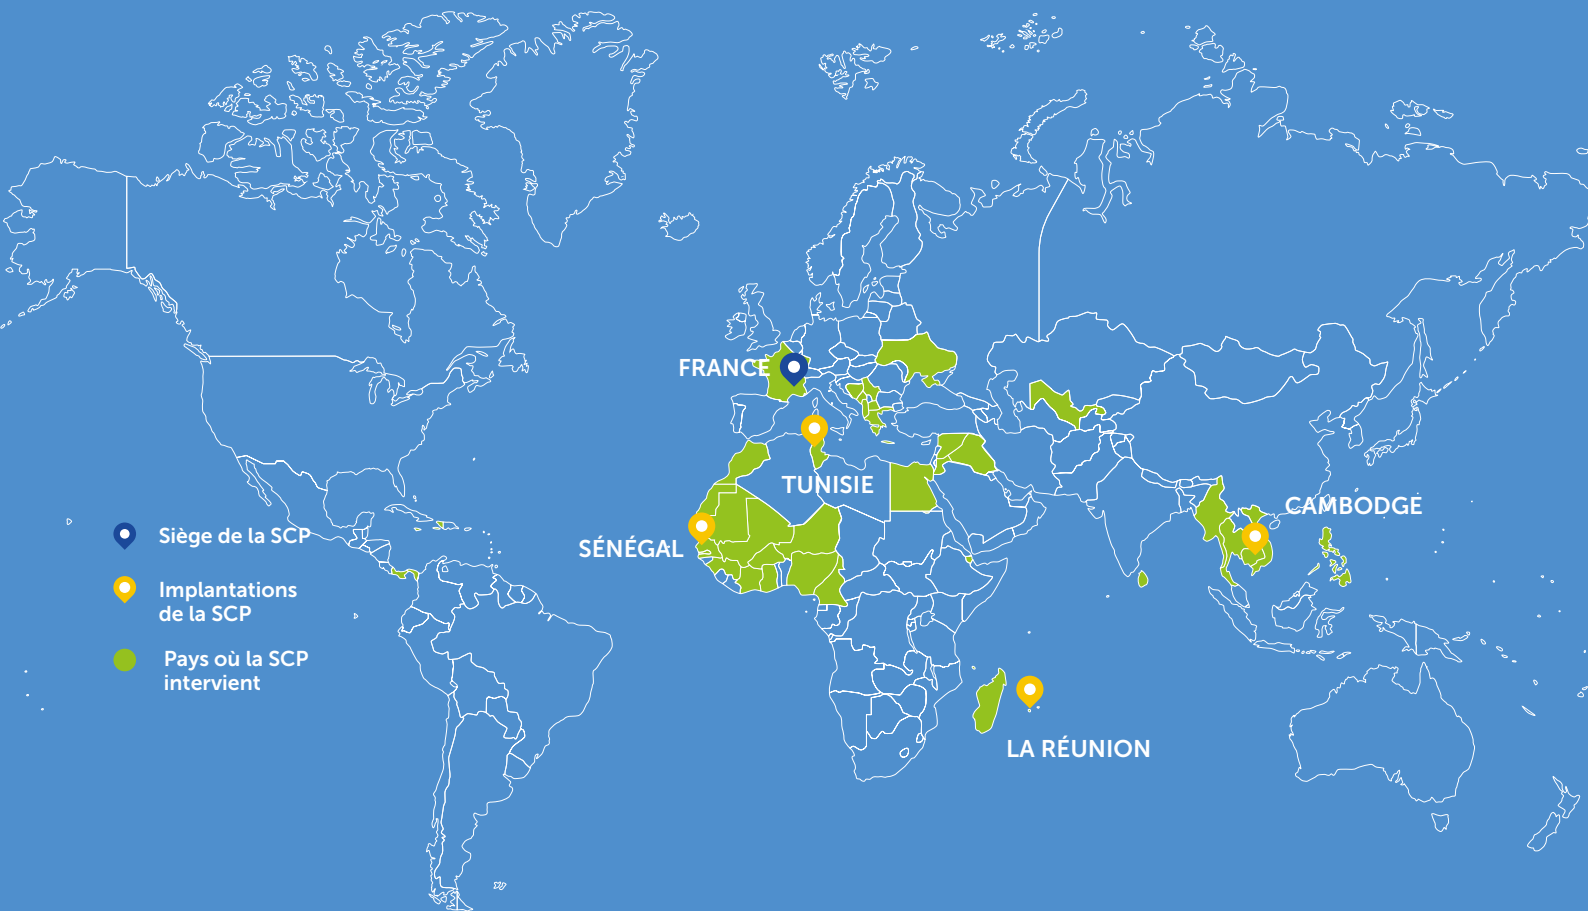 FRANCE
TUNISIE
CAMBODGE
SÉNÉGAL
LA RÉUNION
Siège de la SCP
Implantations
de la SCP
Pays où la SCP
intervient